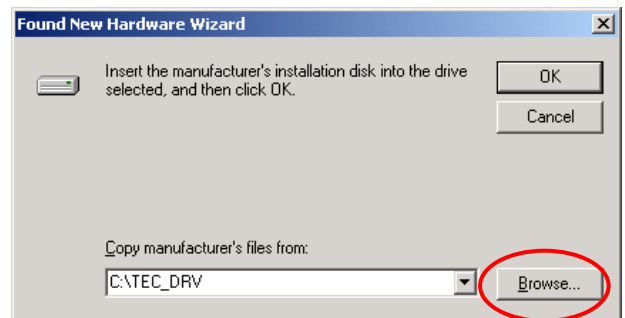 Found New Hardware Wizard
Insert the manufacturer's installation disk into the drive
selected, and then click OK.
OK
Cancel
Copy manufacturer's files from:
C:\TEC_DRV
Browse...